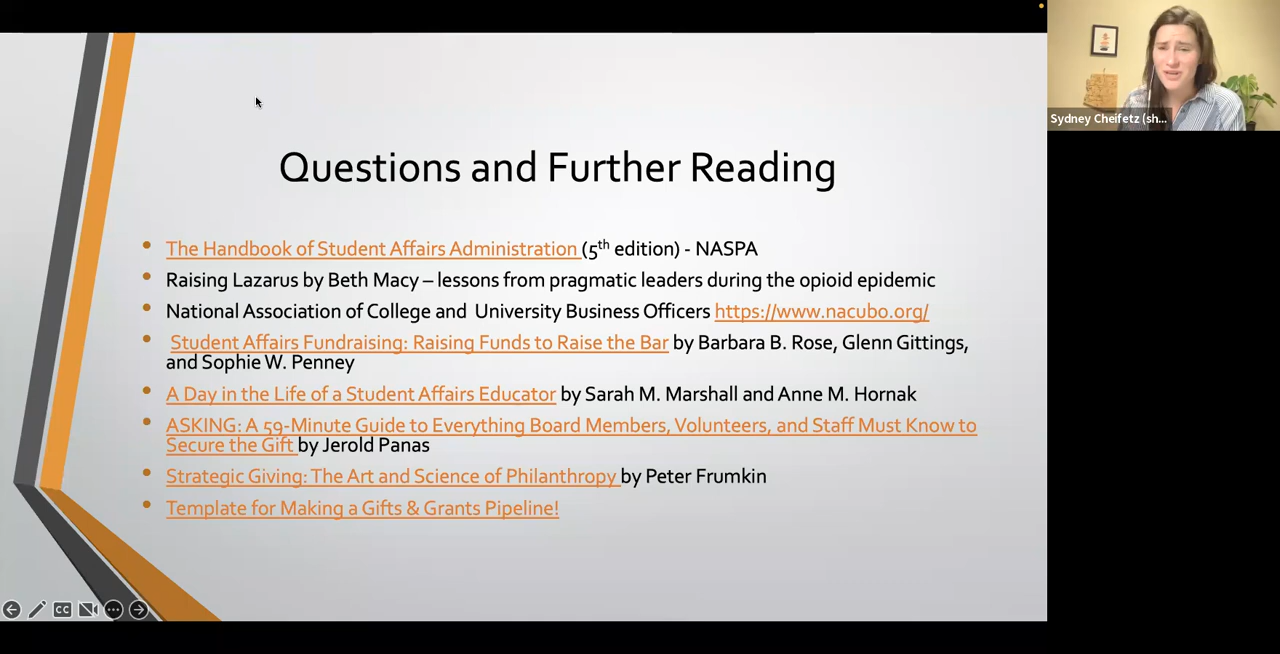 Questions and Further Reading
• The Handbook of Student Affairs Administration (5th edition) - NASPA
• Raising Lazarus by Beth Macy – lessons from pragmatic leaders during the opioid epidemic
• National Association of College and University Business Officers https://www.nacubo.org/
• Student Affairs Fundraising: Raising Funds to Raise the Bar by Barbara B. Rose, Glenn Gittings,
and Sophie W. Penney
• A Day in the Life of a Student Affairs Educator by Sarah M. Marshall and Anne M. Hornak
• ASKING: A 59-Minute Guide to Everything Board Members, Volunteers, and Staff Must Know to
Secure the Gift by Jerold Panas
• Strategic Giving: The Art and Science of Philanthropy by Peter Frumkin
• Template for Making a Gifts & Grants Pipeline!
CC
Sydney Cheifetz (sh...